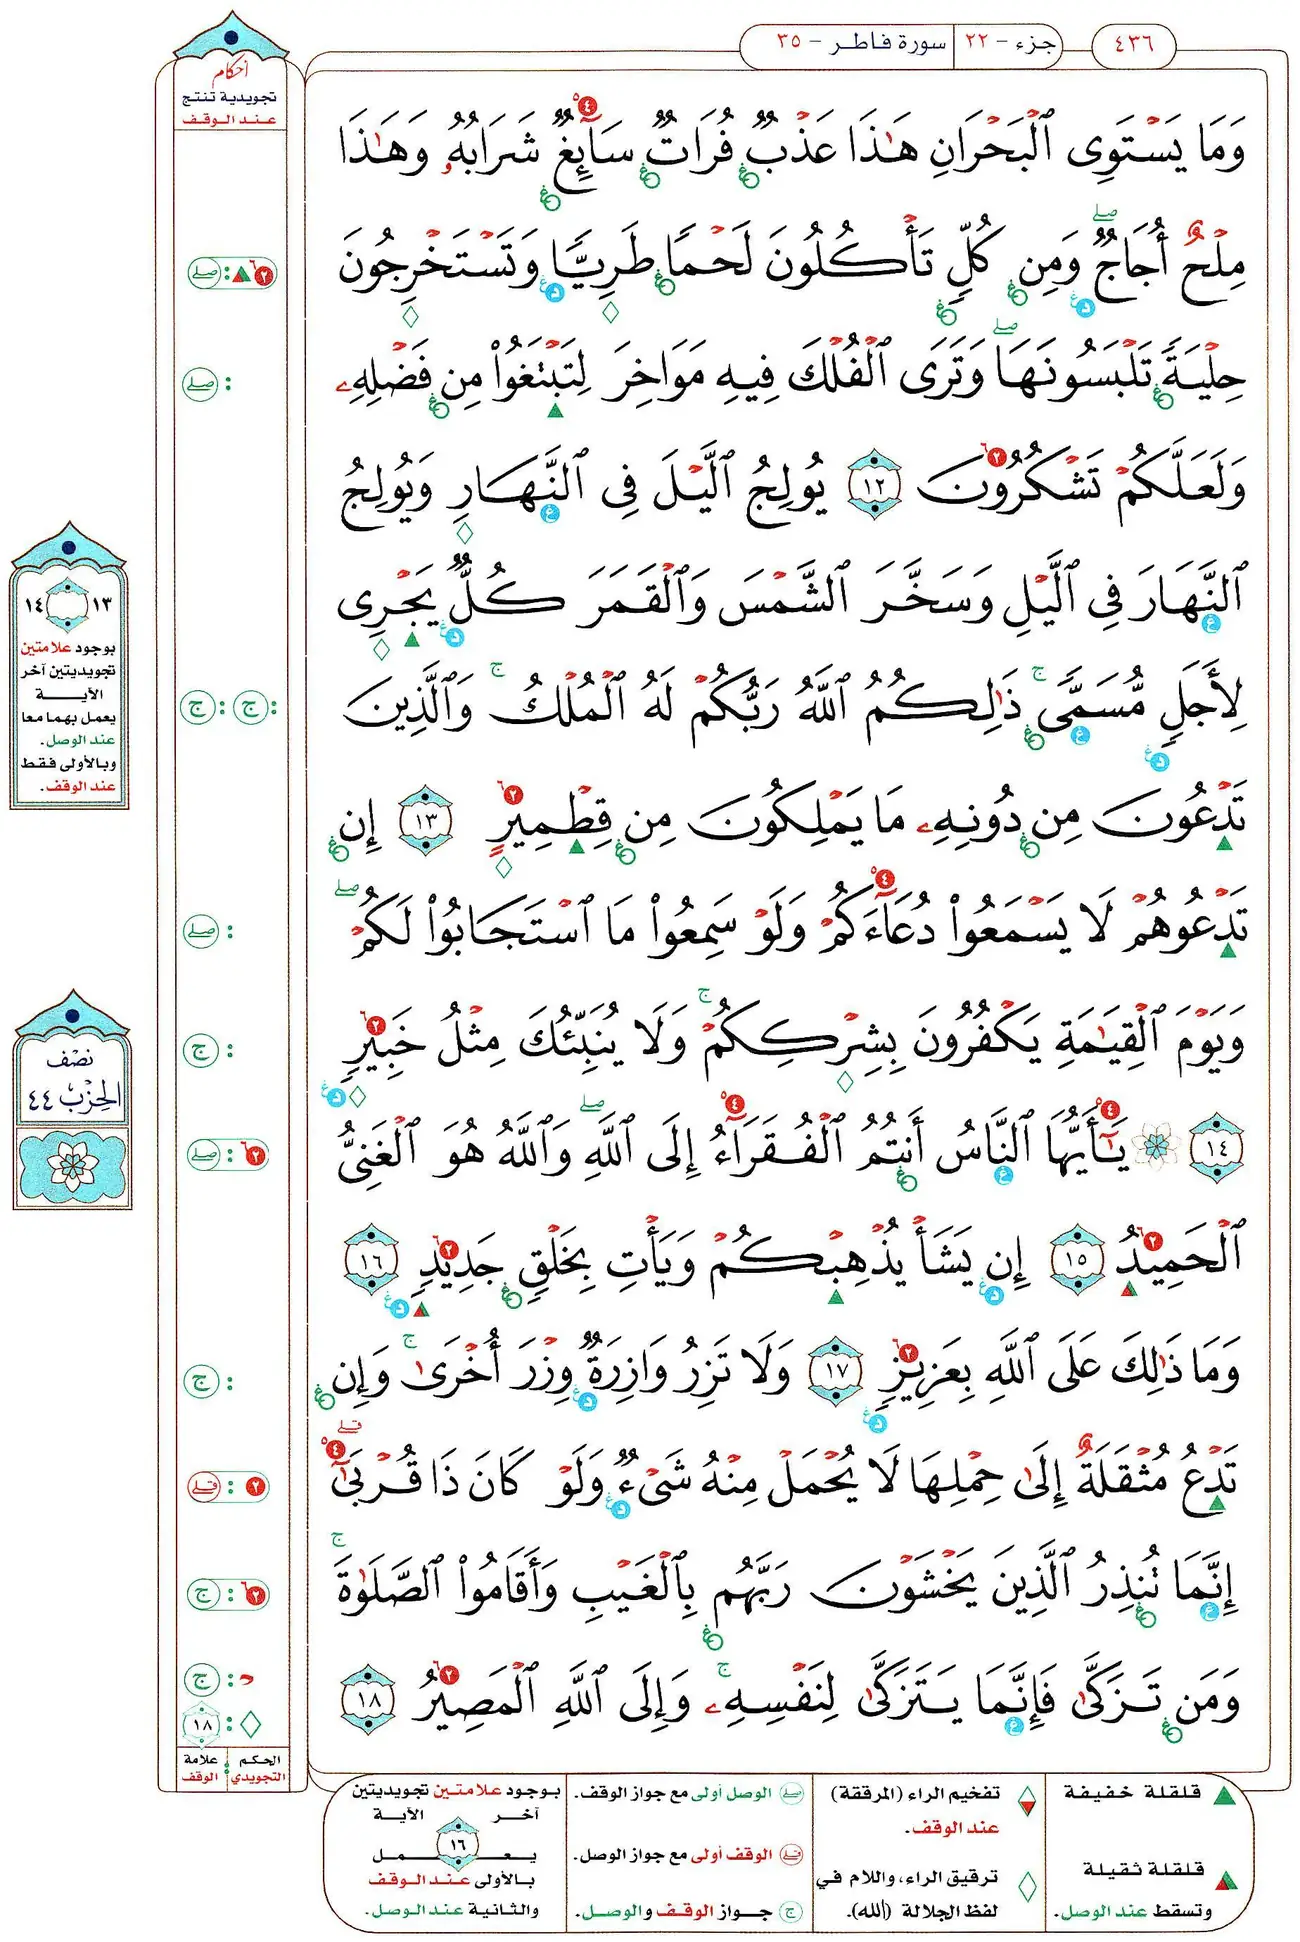 ٤٣٦
جزء - ٢٢
سورة فاطر - ٣٥
أحكام
تجويدية تنتج
عند الوقف
وَمَا يَسْتَوِى ٱلْبَحْرَانِ هَـٰذَا عَذْبٌ فُرَاتٌ سَآئِغٌ شَرَابُهُۥ وَهَـٰذَا
مِلْحٌ أُجَاجٌ ۖ وَمِن كُلٍّ تَأْكُلُونَ لَحْمًا طَرِيًّا وَتَسْتَخْرِجُونَ
حِلْيَةً تَلْبَسُونَهَا ۖ وَتَرَى ٱلْفُلْكَ فِيهِ مَوَاخِرَ لِتَبْتَغُوا۟ مِن فَضْلِهِۦ
وَلَعَلَّكُمْ تَشْكُرُونَ ١٢ يُولِجُ ٱلَّيْلَ فِى ٱلنَّهَارِ وَيُولِجُ
ٱلنَّهَارَ فِى ٱلَّيْلِ وَسَخَّرَ ٱلشَّمْسَ وَٱلْقَمَرَ كُلٌّ يَجْرِى
لِأَجَلٍ مُّسَمًّى ۚ ذَٰلِكُمُ ٱللَّهُ رَبُّكُمْ لَهُ ٱلْمُلْكُ ۚ وَٱلَّذِينَ
تَدْعُونَ مِن دُونِهِۦ مَا يَمْلِكُونَ مِن قِطْمِيرٍ ١٣ إِن
تَدْعُوهُمْ لَا يَسْمَعُوا۟ دُعَآءَكُمْ وَلَوْ سَمِعُوا۟ مَا ٱسْتَجَابُوا۟ لَكُمْ ۖ
وَيَوْمَ ٱلْقِيَـٰمَةِ يَكْفُرُونَ بِشِرْكِكُمْ ۚ وَلَا يُنَبِّئُكَ مِثْلُ خَبِيرٍ
١٤ يَـٰٓأَيُّهَا ٱلنَّاسُ أَنتُمُ ٱلْفُقَرَآءُ إِلَى ٱللَّهِ ۖ وَٱللَّهُ هُوَ ٱلْغَنِىُّ
ٱلْحَمِيدُ ١٥ إِن يَشَأْ يُذْهِبْكُمْ وَيَأْتِ بِخَلْقٍ جَدِيدٍ ١٦
وَمَا ذَٰلِكَ عَلَى ٱللَّهِ بِعَزِيزٍ ١٧ وَلَا تَزِرُ وَازِرَةٌ وِزْرَ أُخْرَىٰ ۚ وَإِن
تَدْعُ مُثْقَلَةٌ إِلَىٰ حِمْلِهَا لَا يُحْمَلْ مِنْهُ شَىْءٌ وَلَوْ كَانَ ذَا قُرْبَىٰٓ ۗ
إِنَّمَا تُنذِرُ ٱلَّذِينَ يَخْشَوْنَ رَبَّهُم بِٱلْغَيْبِ وَأَقَامُوا۟ ٱلصَّلَوٰةَ ۚ
وَمَن تَزَكَّىٰ فَإِنَّمَا يَتَزَكَّىٰ لِنَفْسِهِۦ ۚ وَإِلَى ٱللَّهِ ٱلْمَصِيرُ ١٨
١٣ ١٤
بوجود علامتين
تجويديتين آخر
الآية
يعمل بهما معا
عند الوصل.
وبالأولى فقط
عند الوقف.
نصف
الحزب ٤٤
١٨
الحكم التجويدي
علامة الوقف
قلقلة خفيفة
قلقلة ثقيلة
وتسقط عند الوصل.
تفخيم الراء (المرققة)
عند الوقف.
ترقيق الراء، واللام في
لفظ الجلالة (الله).
صلے الوصل أولى مع جواز الوقف.
قلے الوقف أولى مع جواز الوصل.
ج جواز الوقف والوصل.
بوجود علامتين تجويديتين
آخر الآية
١٦
يعمل
بالأولى عند الوقف
والثانية عند الوصل.